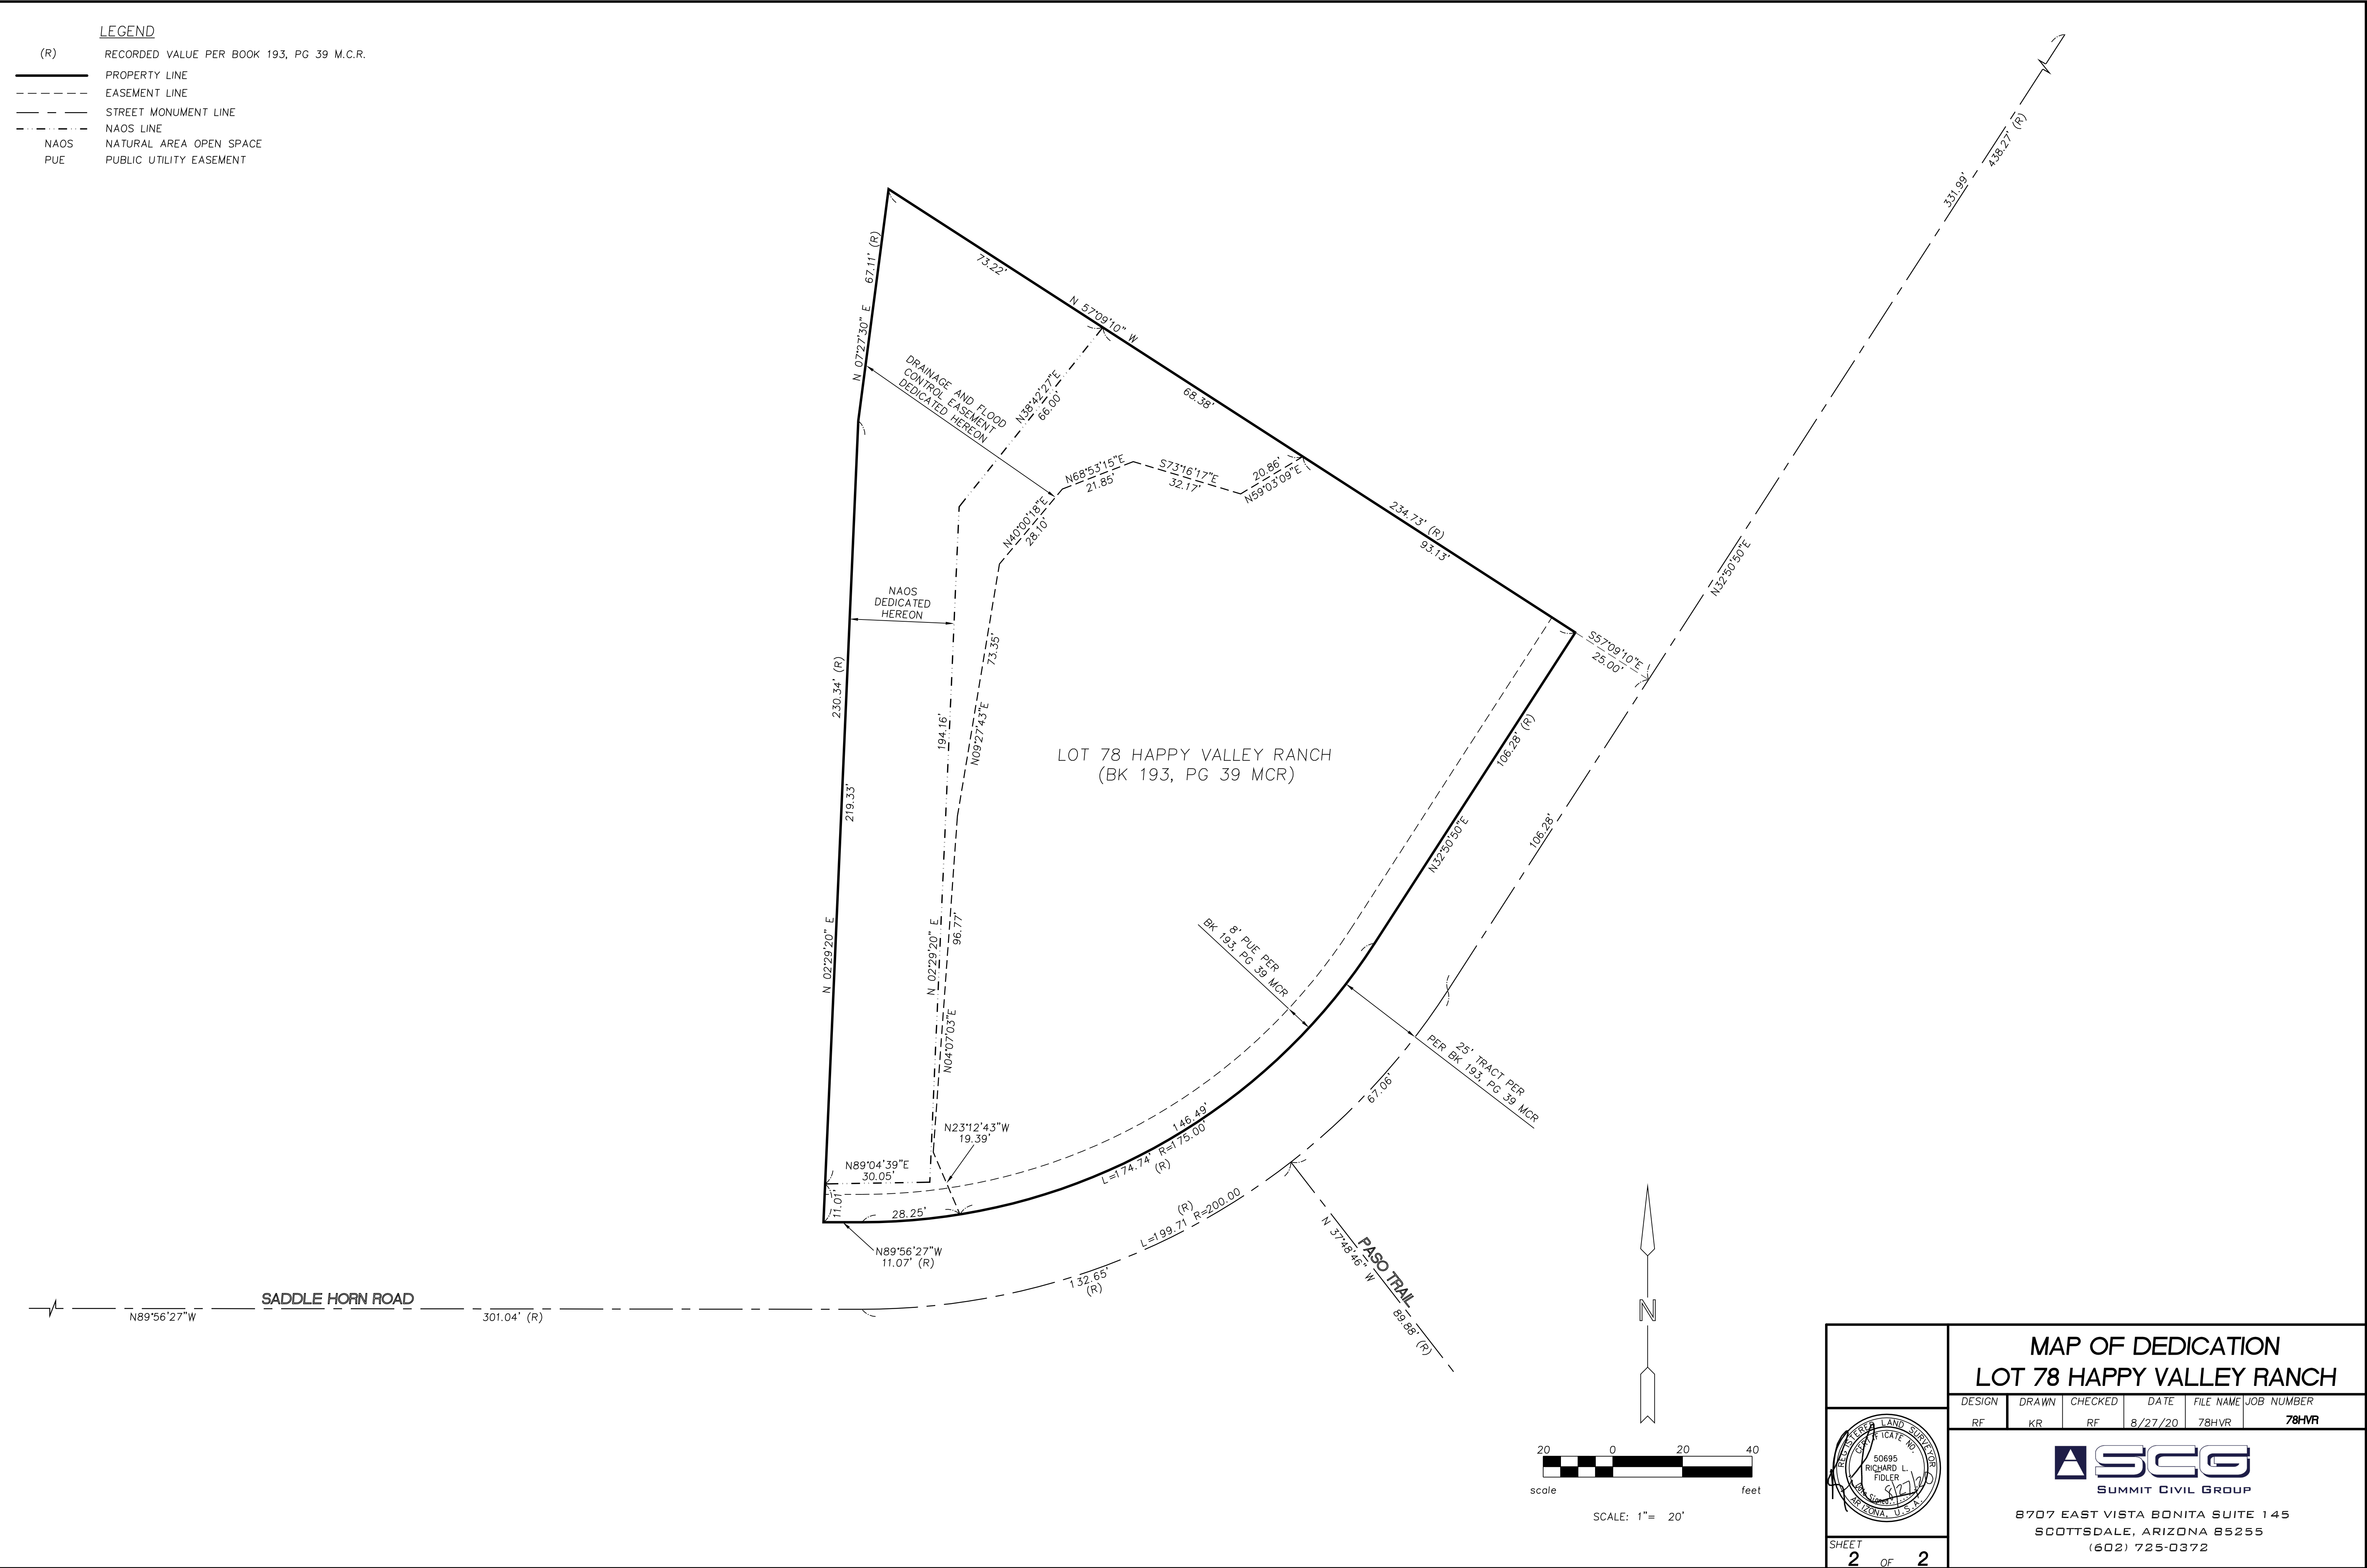 LEGEND
(R) RECORDED VALUE PER BOOK 193, PG 39 M.C.R.
PROPERTY LINE
EASEMENT LINE
STREET MONUMENT LINE
NAOS LINE
NAOS NATURAL AREA OPEN SPACE
PUE PUBLIC UTILITY EASEMENT
438.27' (R)
331.99'
N32°50'50"E
73.22'
N 57°09'10" W
68.38'
234.73' (R)
93.13'
67.11' (R)
N 07°27'30" E
DRAINAGE AND FLOOD
CONTROL EASEMENT
DEDICATED HEREON
N38°42'27"E
66.00'
N68°53'15"E
21.85'
S73°16'17"E
32.17'
20.86'
N59°03'09"E
N40°00'18"E
28.10'
NAOS
DEDICATED
HEREON
S57°09'10"E
25.00'
230.34' (R)
219.33'
N 02°29'20" E
194.16'
N 02°29'20" E
73.35'
N09°27'43"E
96.77'
N04°07'03"E
LOT 78 HAPPY VALLEY RANCH
(BK 193, PG 39 MCR)
106.28' (R)
N32°50'50"E
106.28'
8' PUE PER
BK 193, PG 39 MCR
25' TRACT PER
PER BK 193, PG 39 MCR
67.06'
N23°12'43"W
19.39'
N89°04'39"E
30.05'
11.01'
28.25'
N89°56'27"W
11.07' (R)
146.49'
L=174.74' R=175.00'
(R)
(R)
L=199.71 R=200.00
132.65'
(R)
N 37°48'46" W
PASO TRAIL
89.88' (R)
SADDLE HORN ROAD
N89°56'27"W
301.04' (R)
N
20 0 20 40
scale feet
SCALE: 1"= 20'
MAP OF DEDICATION
LOT 78 HAPPY VALLEY RANCH
DESIGN DRAWN CHECKED DATE FILE NAME JOB NUMBER
RF KR RF 8/27/20 78HVR 78HVR
REGISTERED LAND SURVEYOR
CERTIFICATE NO.
50695
RICHARD L.
FIDLER
Date Signed
8/27/20
ARIZONA, U.S.A.
SCG
SUMMIT CIVIL GROUP
8707 EAST VISTA BONITA SUITE 145
SCOTTSDALE, ARIZONA 85255
(602) 725-0372
SHEET
2 OF 2